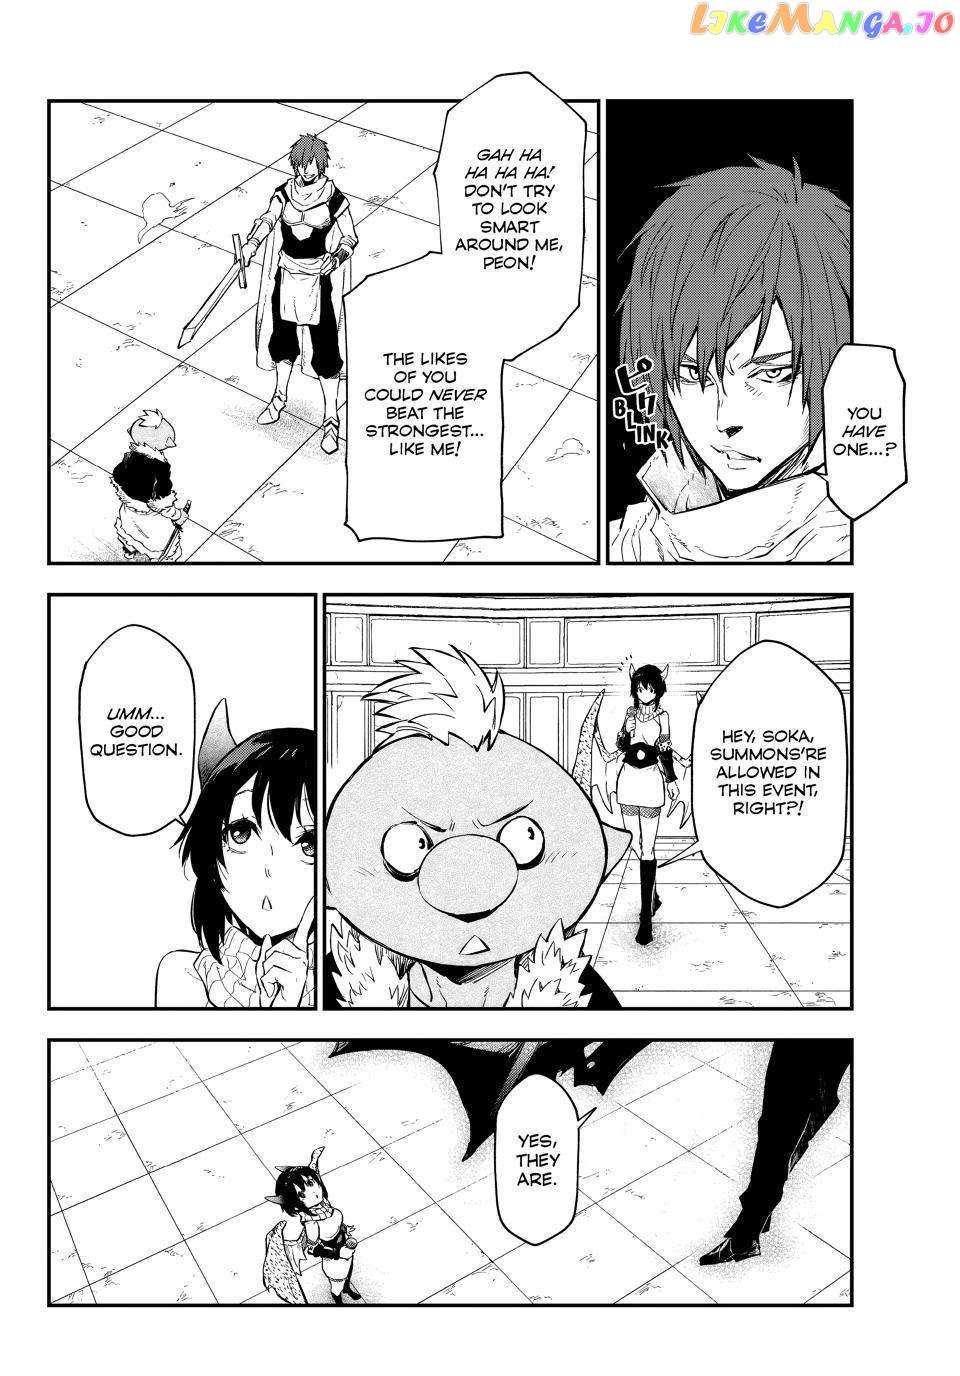 LIKEMANGA.IO
YOU
HAVE
ONE...?
ピクッ
BLINK
GAH HA
HA HA HA!
DON'T TRY
TO LOOK
SMART
AROUND ME,
PEON!
THE LIKES
OF YOU
COULD NEVER
BEAT THE
STRONGEST...
LIKE ME!
HEY, SOKA,
SUMMONS'RE
ALLOWED IN
THIS EVENT,
RIGHT?!
UMM...
GOOD
QUESTION.
YES,
THEY
ARE.